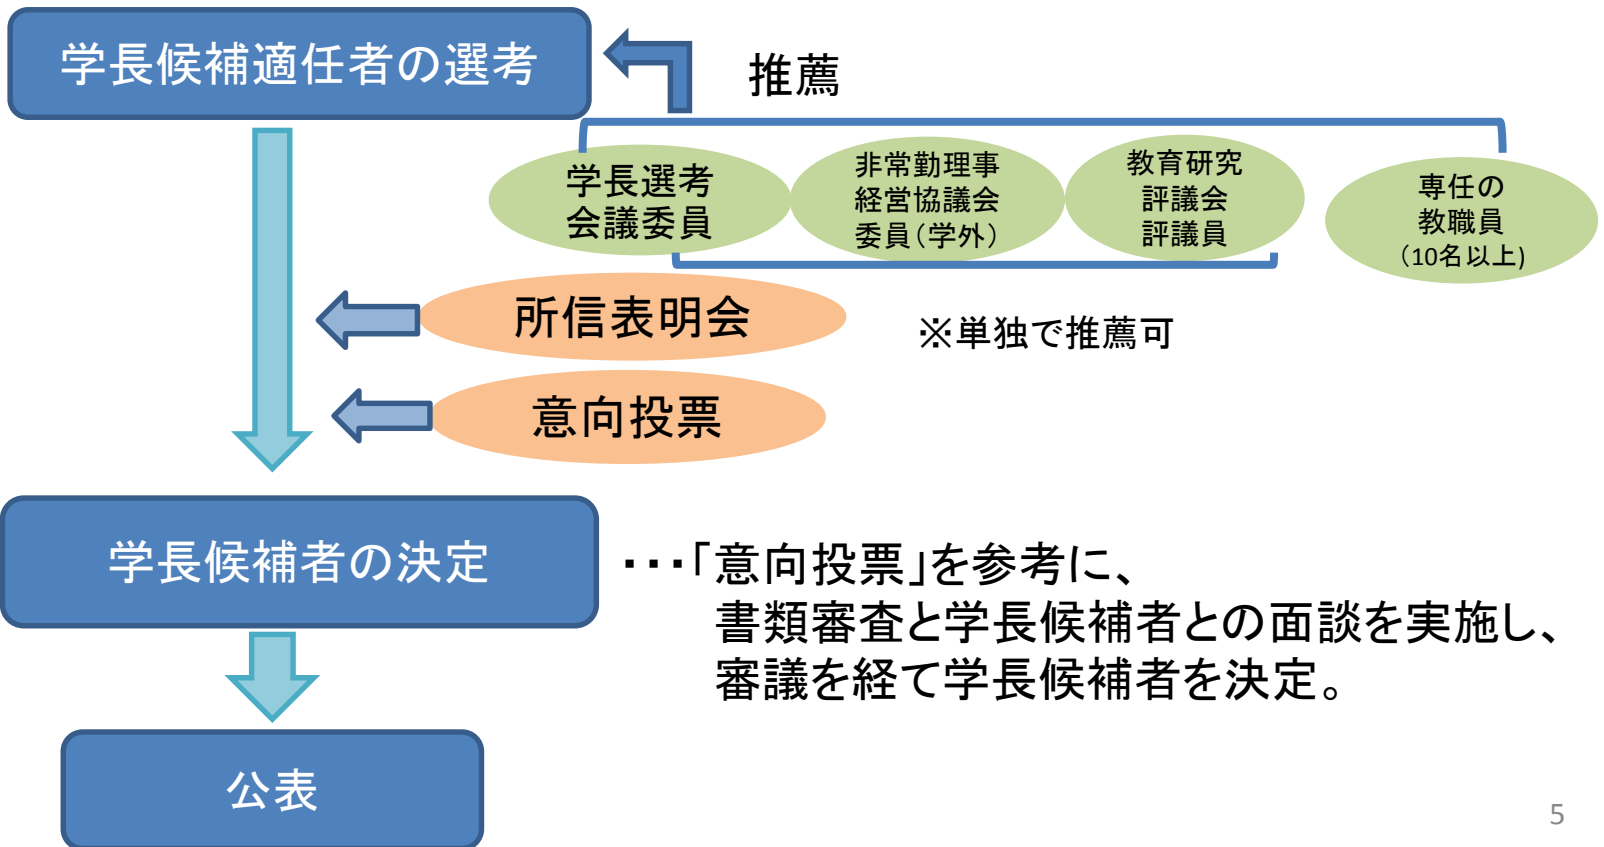 学長候補適任者の選考
推薦
学長選考
会議委員
非常勤理事
経営協議会
委員（学外）
教育研究
評議会
評議員
専任の
教職員
（10名以上)
所信表明会
※単独で推薦可
意向投票
学長候補者の決定
・・・「意向投票」を参考に、
書類審査と学長候補者との面談を実施し、
審議を経て学長候補者を決定。
公表
5